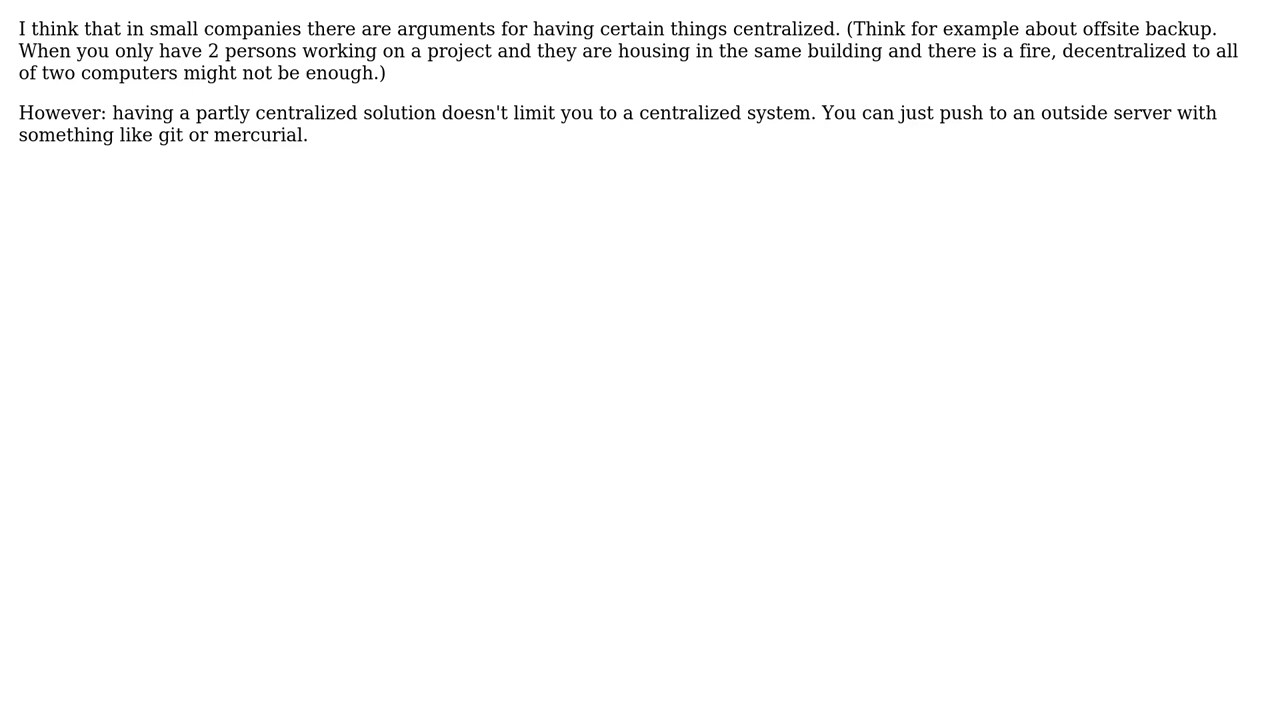 I think that in small companies there are arguments for having certain things centralized. (Think for example about offsite backup.
When you only have 2 persons working on a project and they are housing in the same building and there is a fire, decentralized to all
of two computers might not be enough.)
However: having a partly centralized solution doesn't limit you to a centralized system. You can just push to an outside server with
something like git or mercurial.